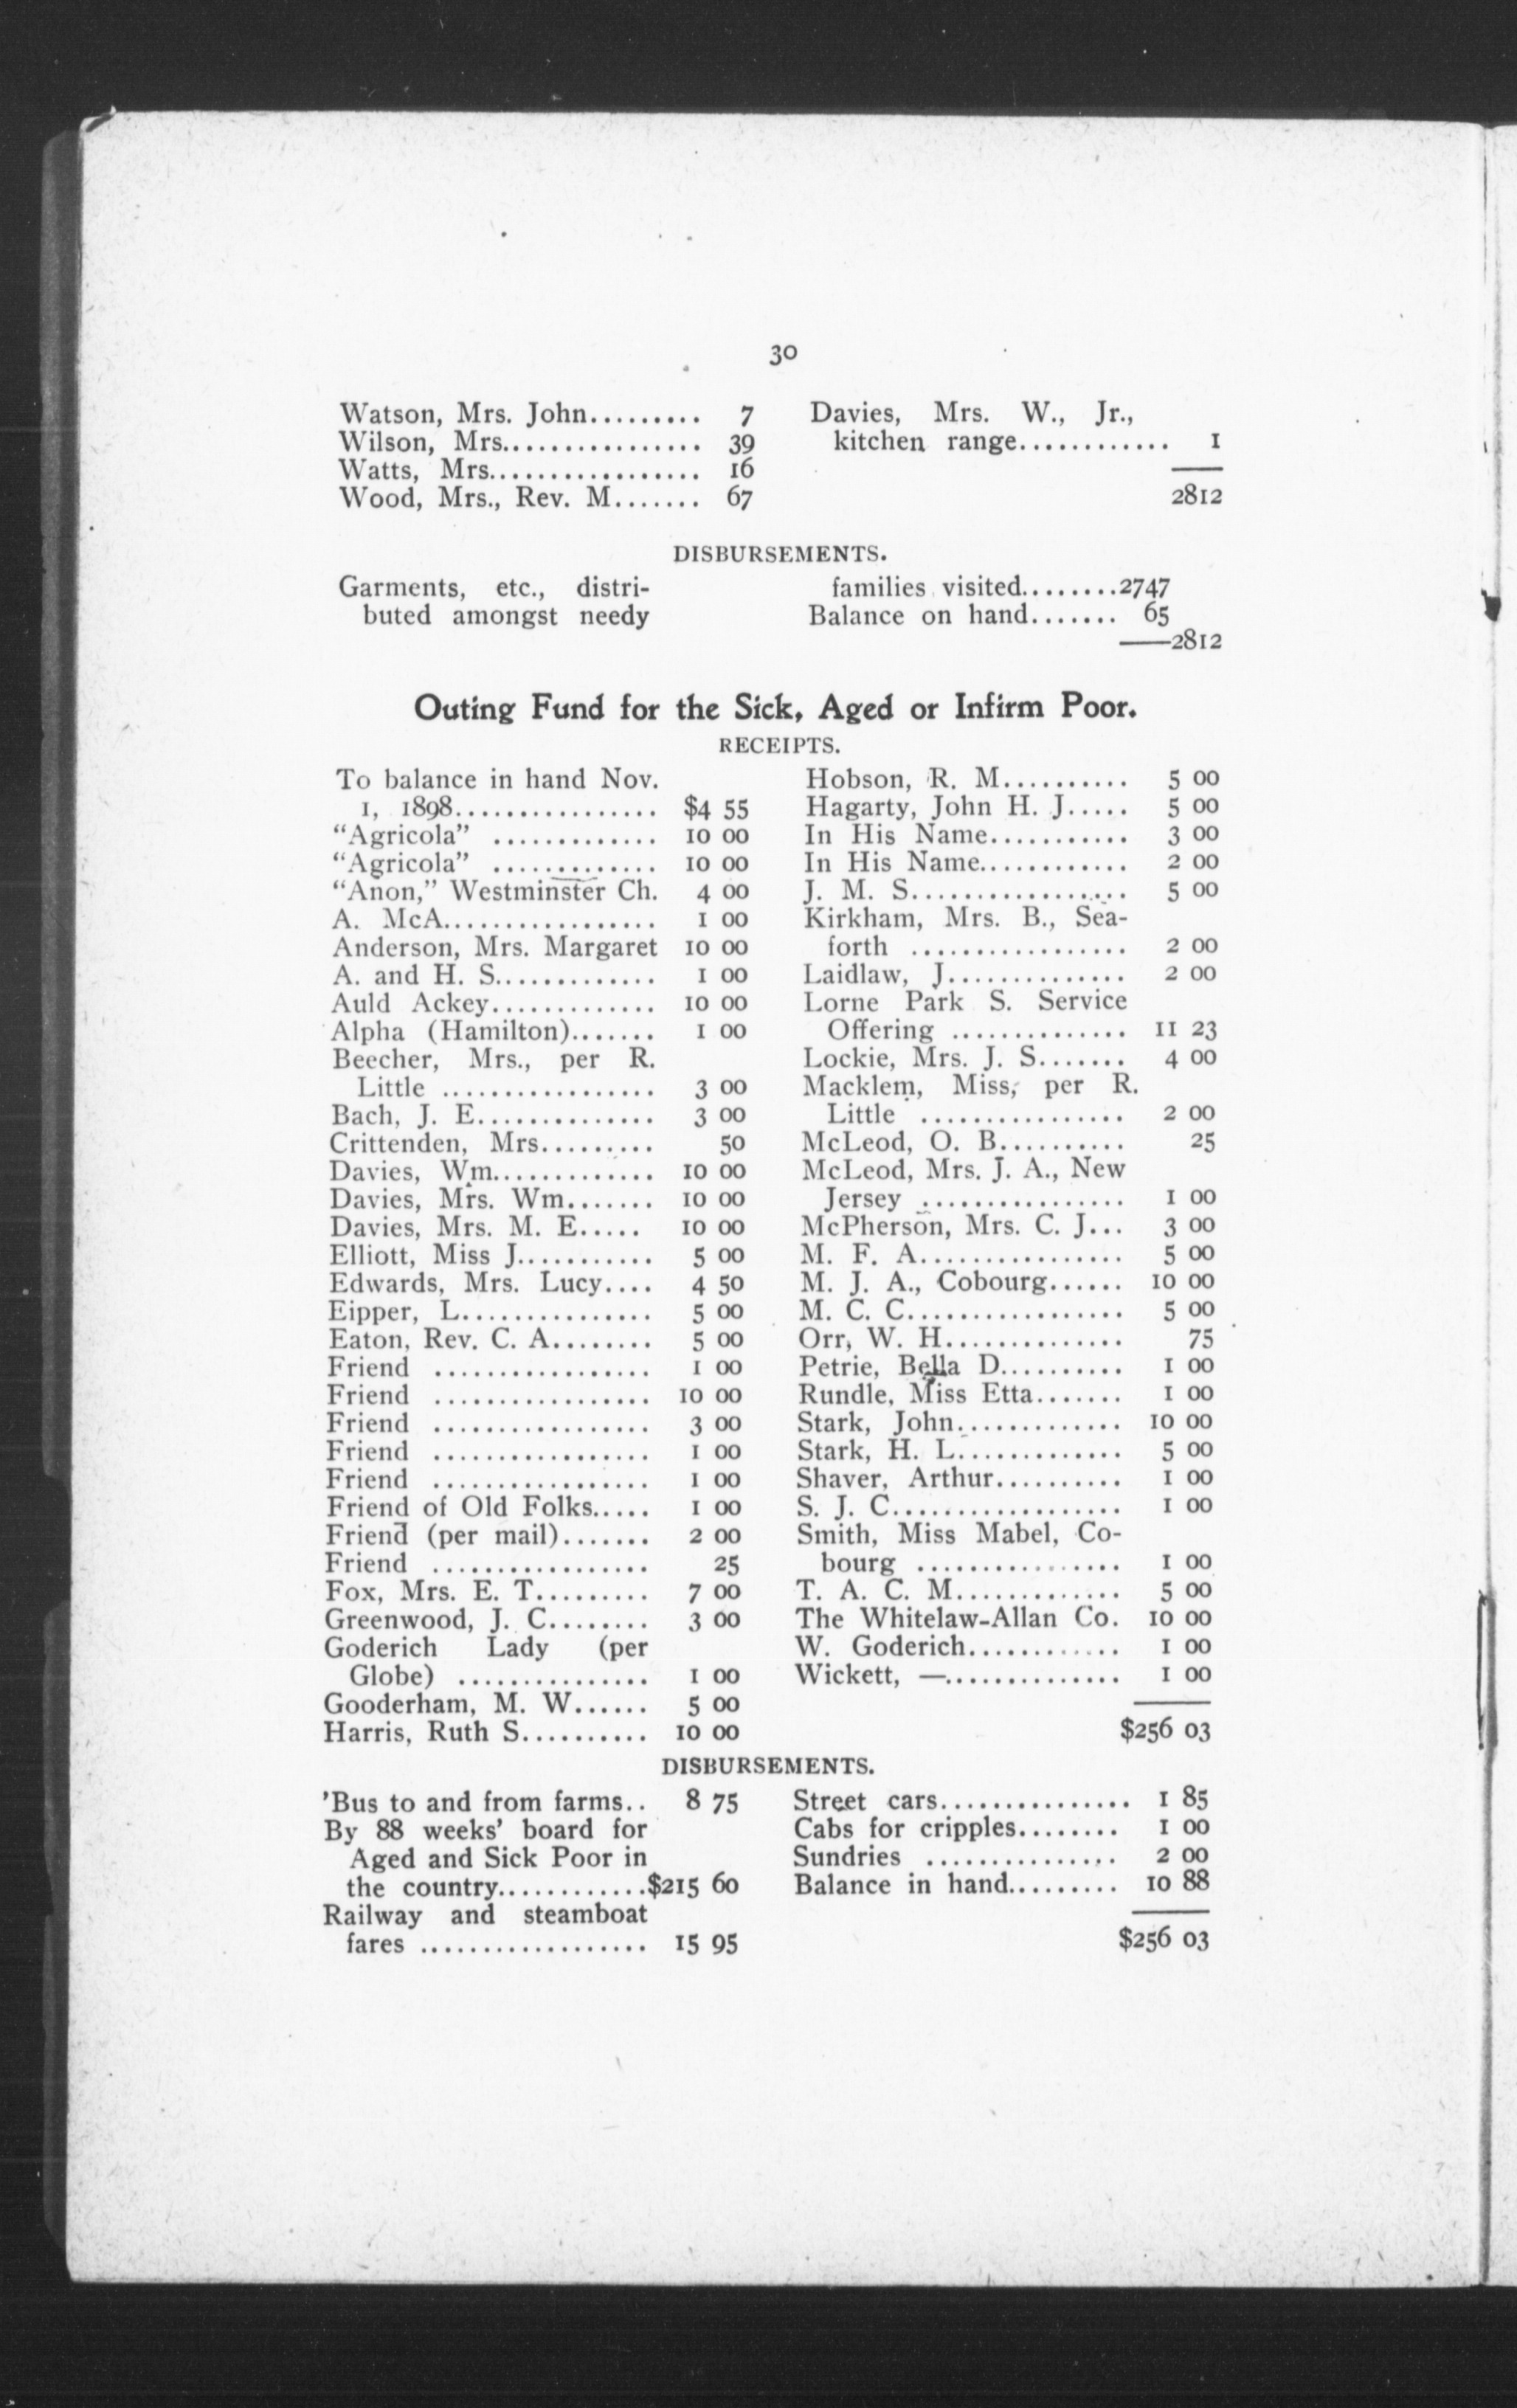 30
Watson, Mrs. John......... 7
Wilson, Mrs................ 39
Watts, Mrs................. 16
Wood, Mrs., Rev. M....... 67
Davies, Mrs. W., Jr.,
kitchen range............ 1
2812
DISBURSEMENTS.
Garments, etc., distri-
buted amongst needy
families visited........2747
Balance on hand....... 65
2812
Outing Fund for the Sick, Aged or Infirm Poor.
RECEIPTS.
To balance in hand Nov.
1, 1898................ $4 55
“Agricola” ............. 10 00
“Agricola” ............. 10 00
“Anon,” Westminster Ch. 4 00
A. McA................. 1 00
Anderson, Mrs. Margaret 10 00
A. and H. S............. 1 00
Auld Ackey............. 10 00
Alpha (Hamilton)....... 1 00
Beecher, Mrs., per R.
Little ................. 3 00
Bach, J. E.............. 3 00
Crittenden, Mrs......... 50
Davies, Wm............. 10 00
Davies, Mrs. Wm....... 10 00
Davies, Mrs. M. E..... 10 00
Elliott, Miss J........... 5 00
Edwards, Mrs. Lucy.... 4 50
Eipper, L............... 5 00
Eaton, Rev. C. A........ 5 00
Friend ................. 1 00
Friend ................. 10 00
Friend ................. 3 00
Friend ................. 1 00
Friend ................. 1 00
Friend of Old Folks..... 1 00
Friend (per mail)....... 2 00
Friend ................. 25
Fox, Mrs. E. T......... 7 00
Greenwood, J. C........ 3 00
Goderich Lady (per
Globe) ............... 1 00
Gooderham, M. W...... 5 00
Harris, Ruth S.......... 10 00
Hobson, R. M.......... 5 00
Hagarty, John H. J..... 5 00
In His Name........... 3 00
In His Name............ 2 00
J. M. S................. 5 00
Kirkham, Mrs. B., Sea-
forth ................. 2 00
Laidlaw, J.............. 2 00
Lorne Park S. Service
Offering .............. 11 23
Lockie, Mrs. J. S....... 4 00
Macklem, Miss, per R.
Little ................ 2 00
McLeod, O. B.......... 25
McLeod, Mrs. J. A., New
Jersey ................ 1 00
McPherson, Mrs. C. J... 3 00
M. F. A................ 5 00
M. J. A., Cobourg...... 10 00
M. C. C................. 5 00
Orr, W. H.............. 75
Petrie, Bella D.......... 1 00
Rundle, Miss Etta....... 1 00
Stark, John............. 10 00
Stark, H. L............. 5 00
Shaver, Arthur.......... 1 00
S. J. C.................. 1 00
Smith, Miss Mabel, Co-
bourg ................ 1 00
T. A. C. M............. 5 00
The Whitelaw-Allan Co. 10 00
W. Goderich............ 1 00
Wickett, —.............. 1 00
$256 03
DISBURSEMENTS.
’Bus to and from farms.. 8 75
By 88 weeks’ board for
Aged and Sick Poor in
the country............$215 60
Railway and steamboat
fares .................. 15 95
Street cars............... 1 85
Cabs for cripples........ 1 00
Sundries ............... 2 00
Balance in hand......... 10 88
$256 03